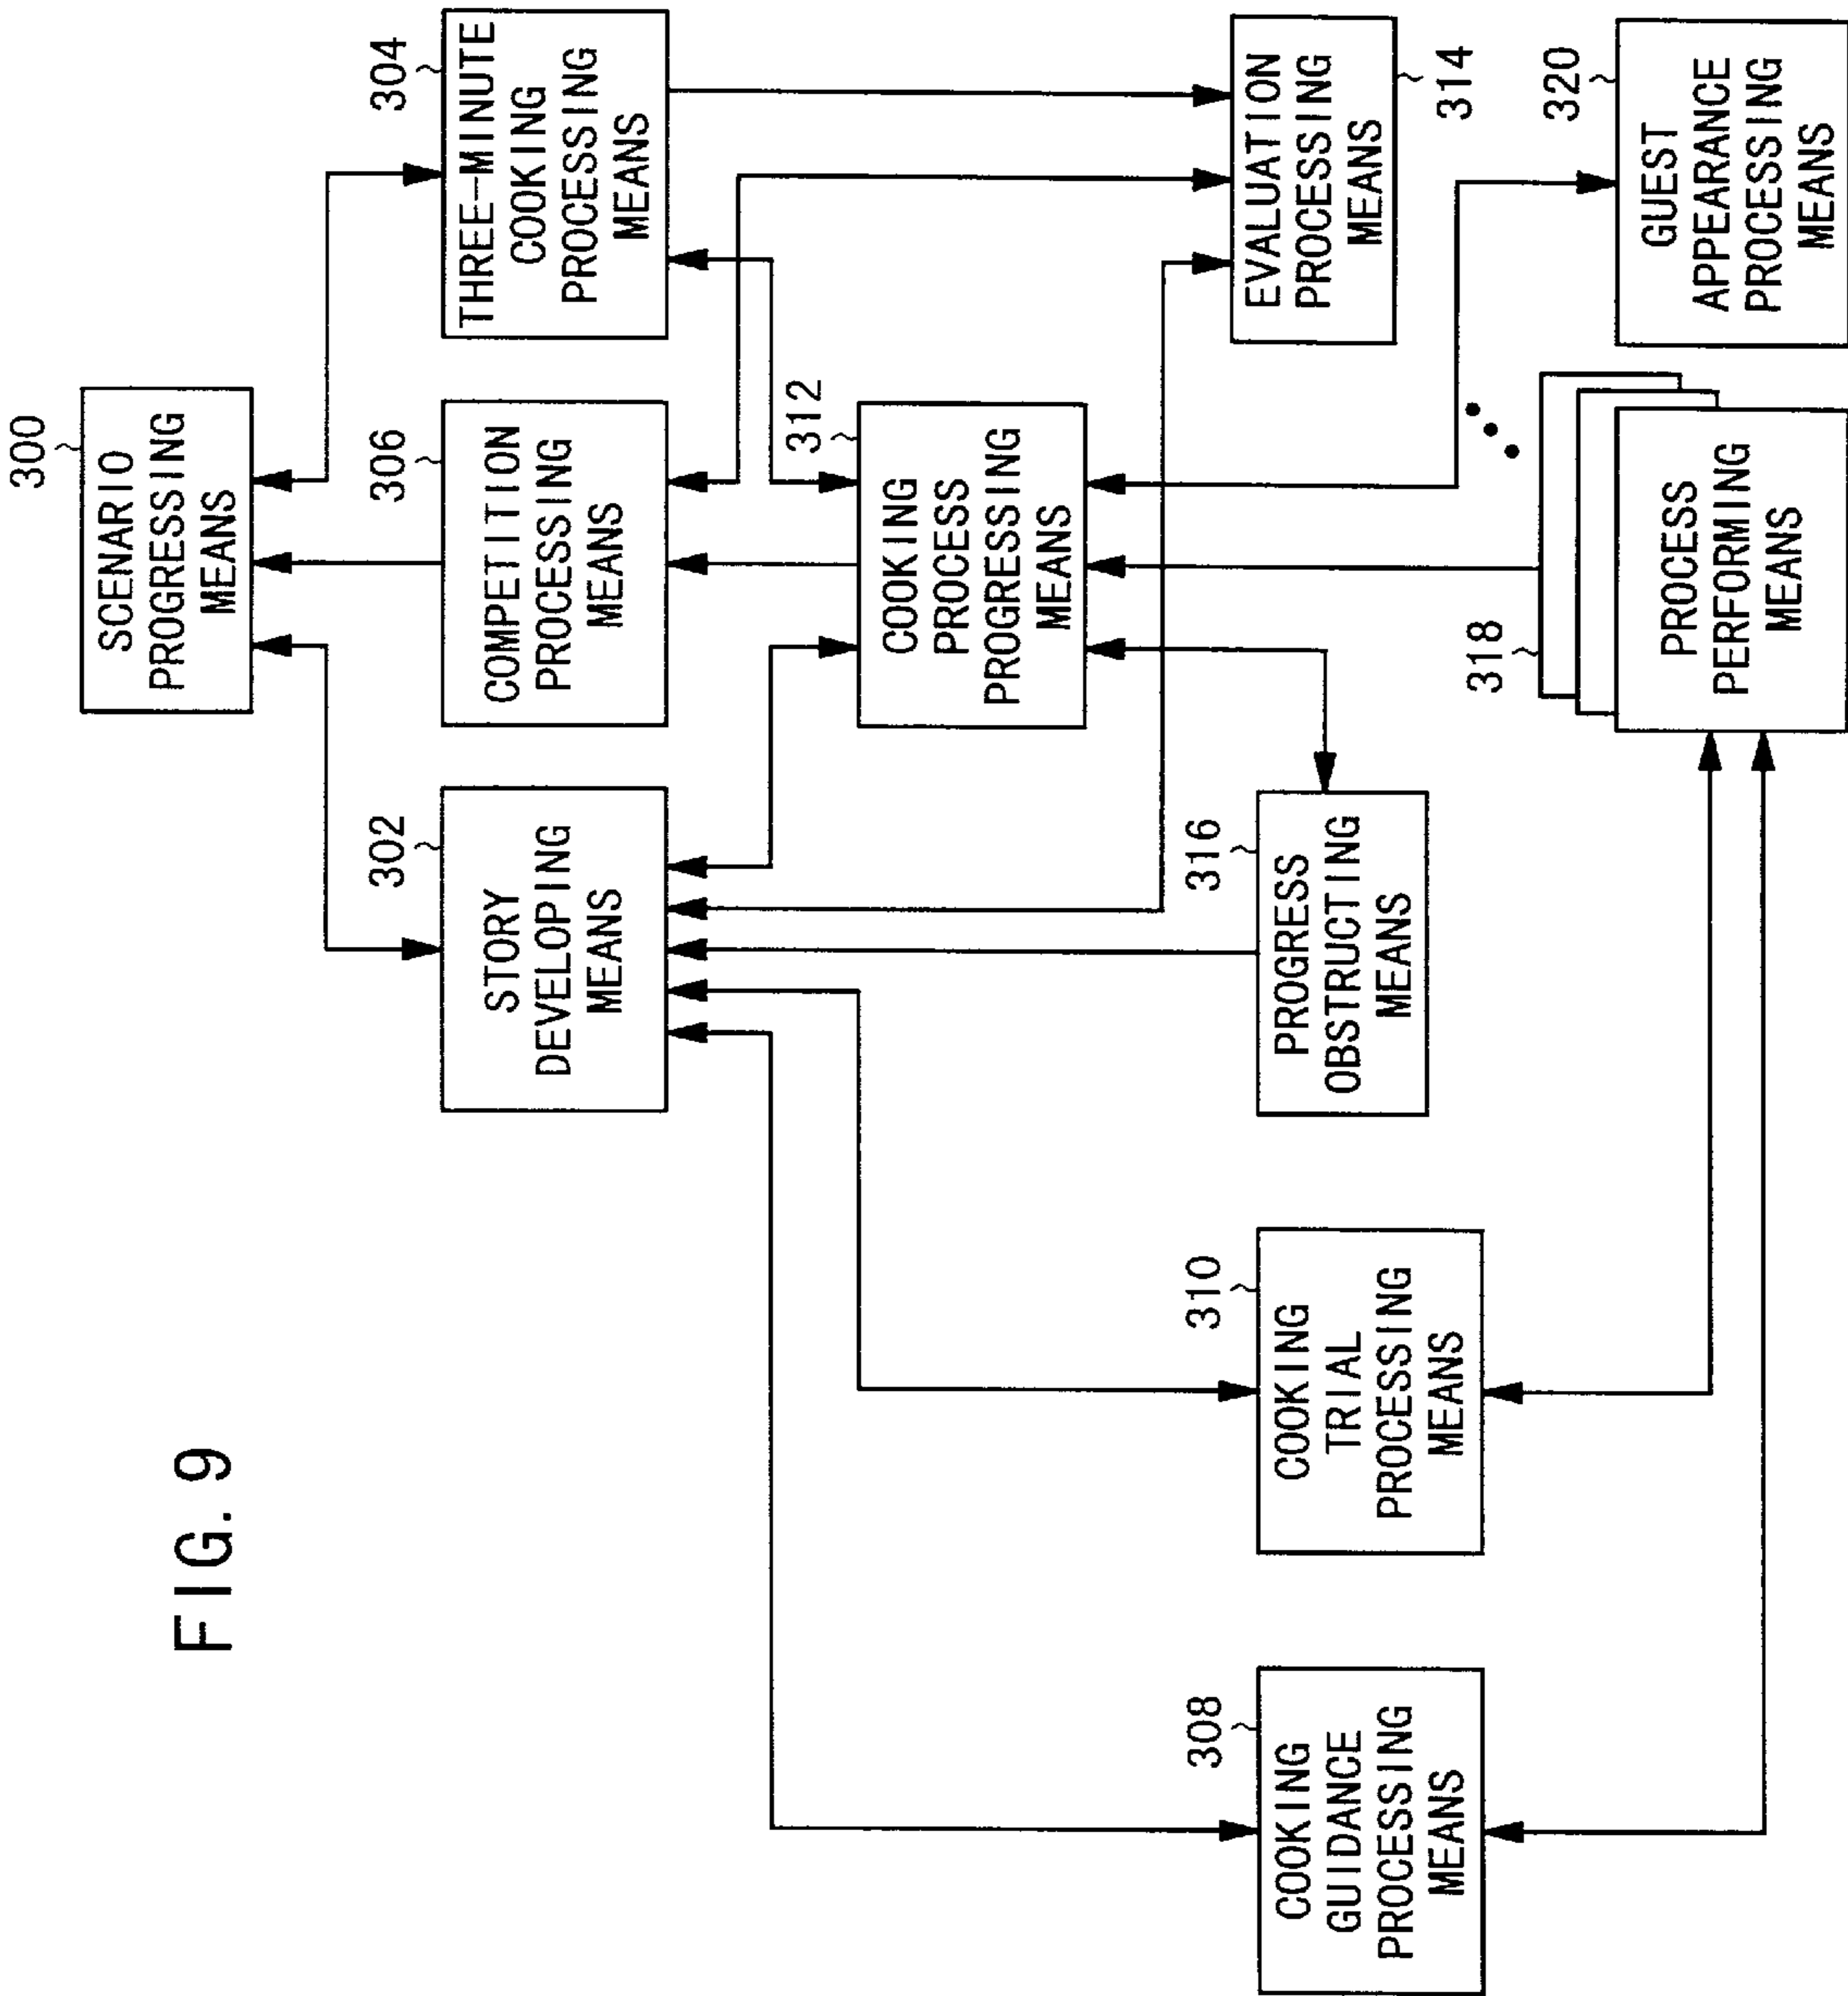 FIG. 9
300
SCENARIO
PROGRESSING
MEANS
302
STORY
DEVELOPING
MEANS
306
COMPETITION
PROCESSING
MEANS
304
THREE-MINUTE
COOKING
PROCESSING
MEANS
312
COOKING
PROCESS
PROGRESSING
MEANS
308
COOKING
GUIDANCE
PROCESSING
MEANS
310
COOKING
TRIAL
PROCESSING
MEANS
316
PROGRESS
OBSTRUCTING
MEANS
EVALUATION
PROCESSING
MEANS
314
318
PROCESS
PERFORMING
MEANS
320
GUEST
APPEARANCE
PROCESSING
MEANS